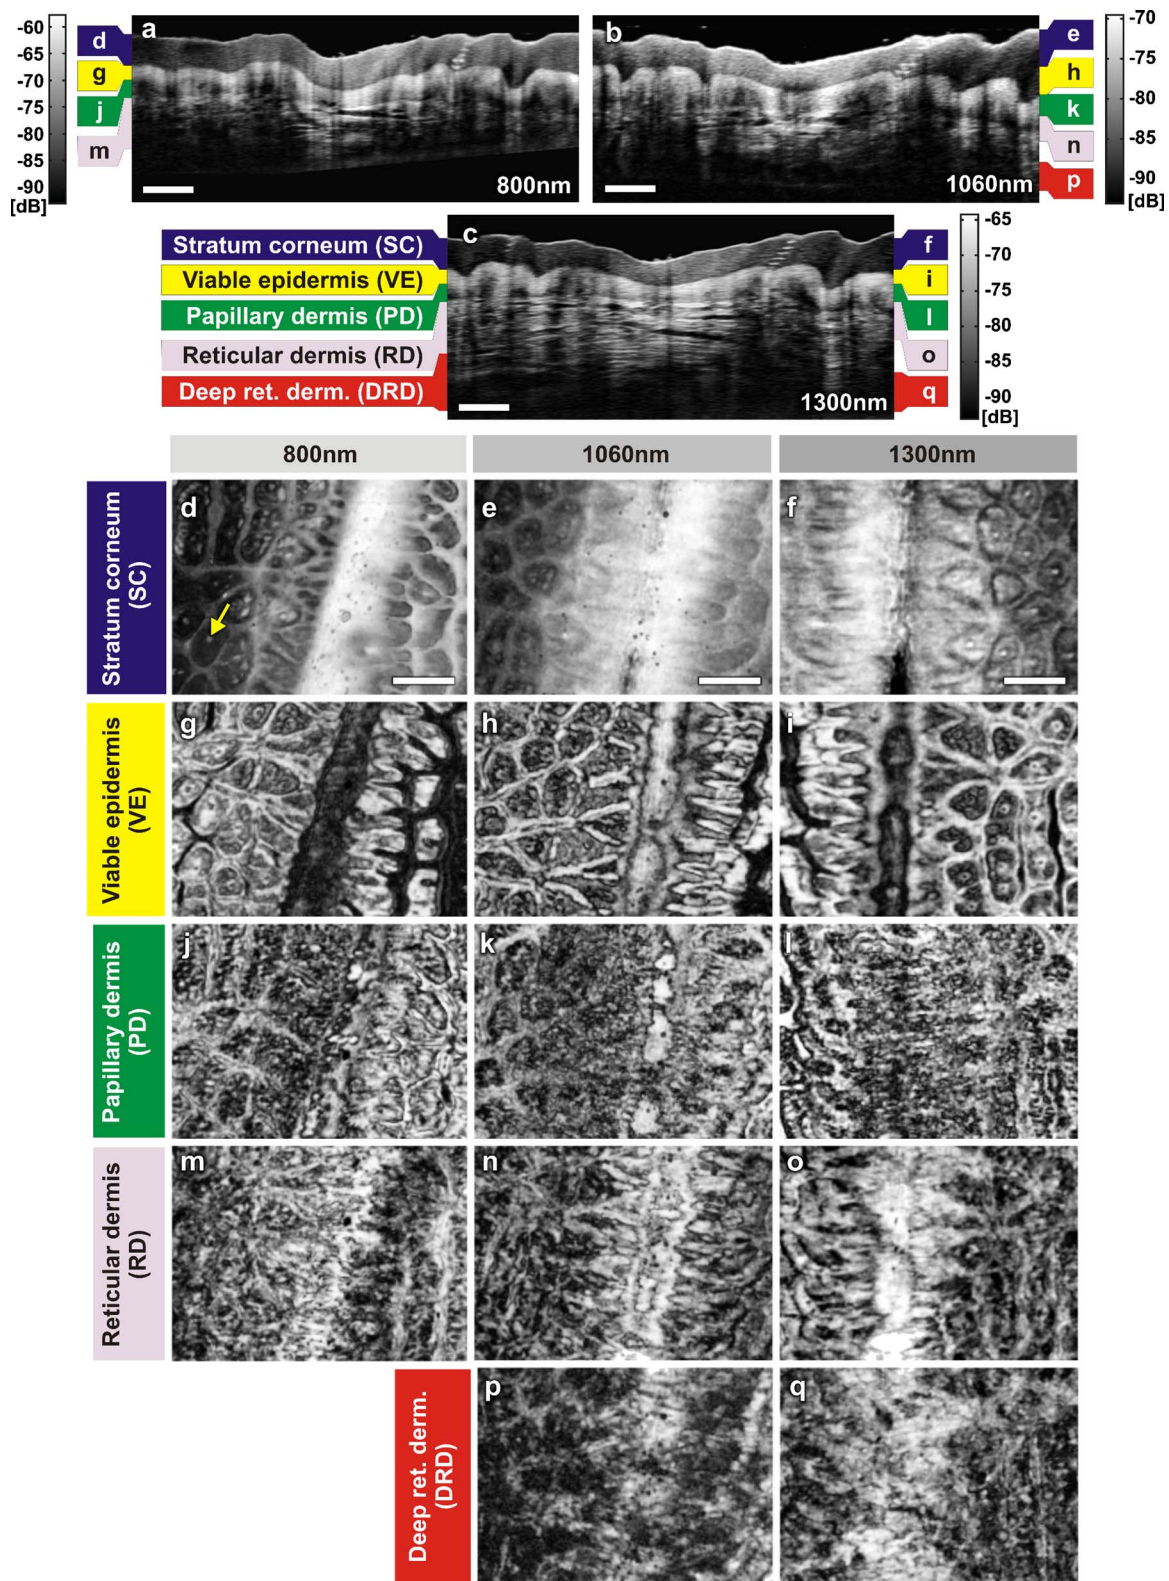 -60
-65
-70
-75
-80
-85
-90
[dB]
d
g
j
m
a
800nm
b
1060nm
e
h
k
n
p
-70
-75
-80
-85
-90
[dB]
Stratum corneum (SC)
Viable epidermis (VE)
Papillary dermis (PD)
Reticular dermis (RD)
Deep ret. derm. (DRD)
c
1300nm
f
i
l
o
q
-65
-70
-75
-80
-85
-90
[dB]
800nm
1060nm
1300nm
Stratum corneum
(SC)
d
e
f
Viable epidermis
(VE)
g
h
i
Papillary dermis
(PD)
j
k
l
Reticular dermis
(RD)
m
n
o
Deep ret. derm.
(DRD)
p
q